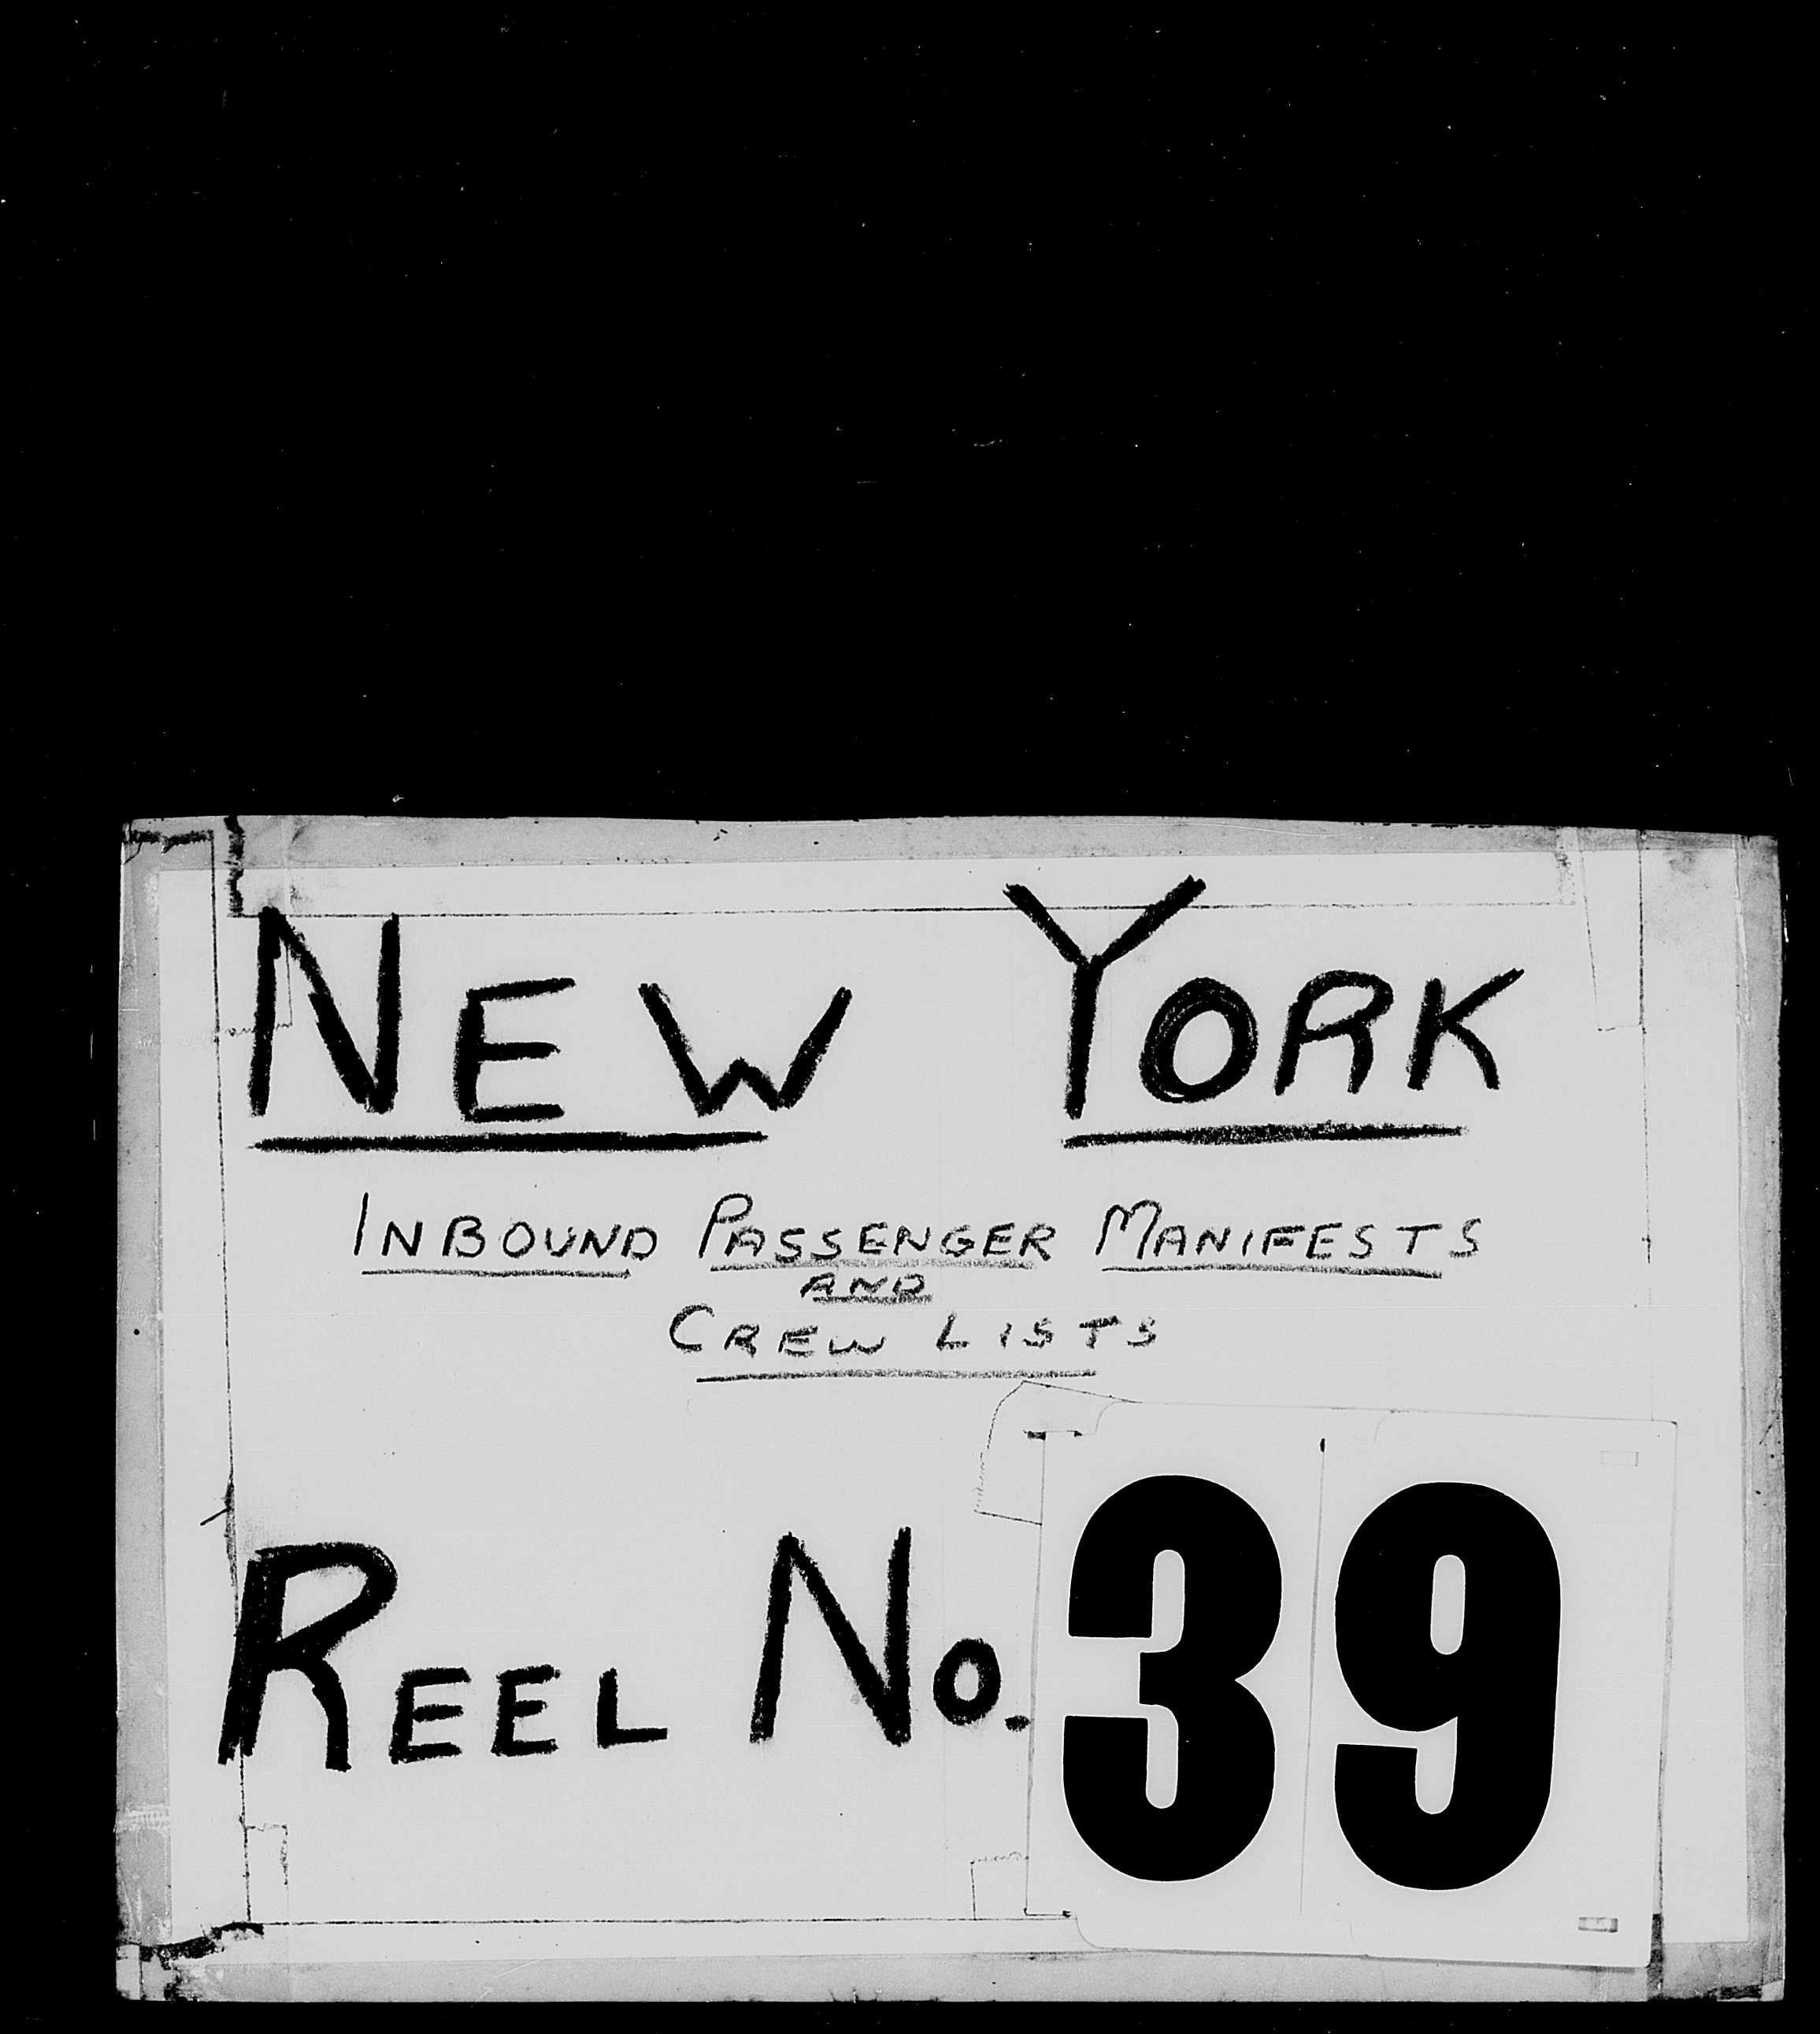 NEW YORK
INBOUND PASSENGER MANIFESTS
AND
CREW LISTS
REEL NO. 39